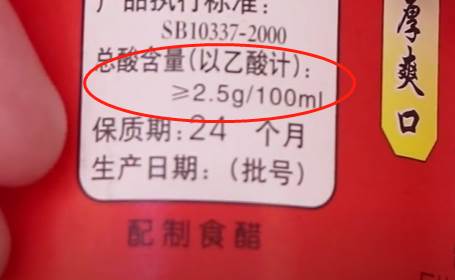 产品执行标准：
SB10337-2000
总酸含量(以乙酸计)：
≥2.5g/100ml
保质期：24 个月
生产日期：(批号)
配制食醋
厚爽口